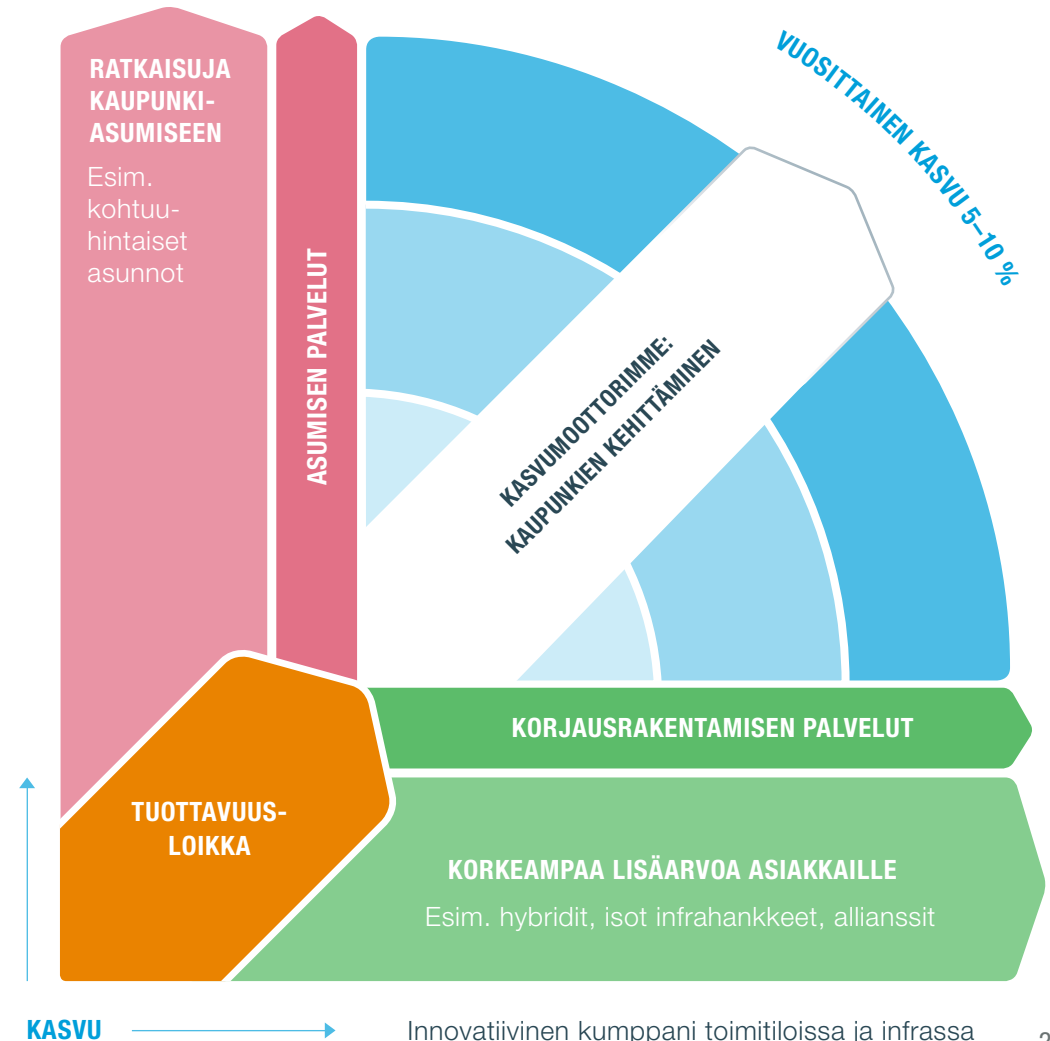 RATKAISUJA
KAUPUNKI-
ASUMISEEN
Esim.
kohtuu-
hintaiset
asunnot
ASUMISEN PALVELUT
VUOSITTAINEN KASVU 5–10 %
KASVUMOOTTORIMME:
KAUPUNKIEN KEHITTÄMINEN
KORJAUSRAKENTAMISEN PALVELUT
TUOTTAVUUS-
LOIKKA
KORKEAMPAA LISÄARVOA ASIAKKAILLE
Esim. hybridit, isot infrahankkeet, allianssit
KASVU
Innovatiivinen kumppani toimitiloissa ja infrassa